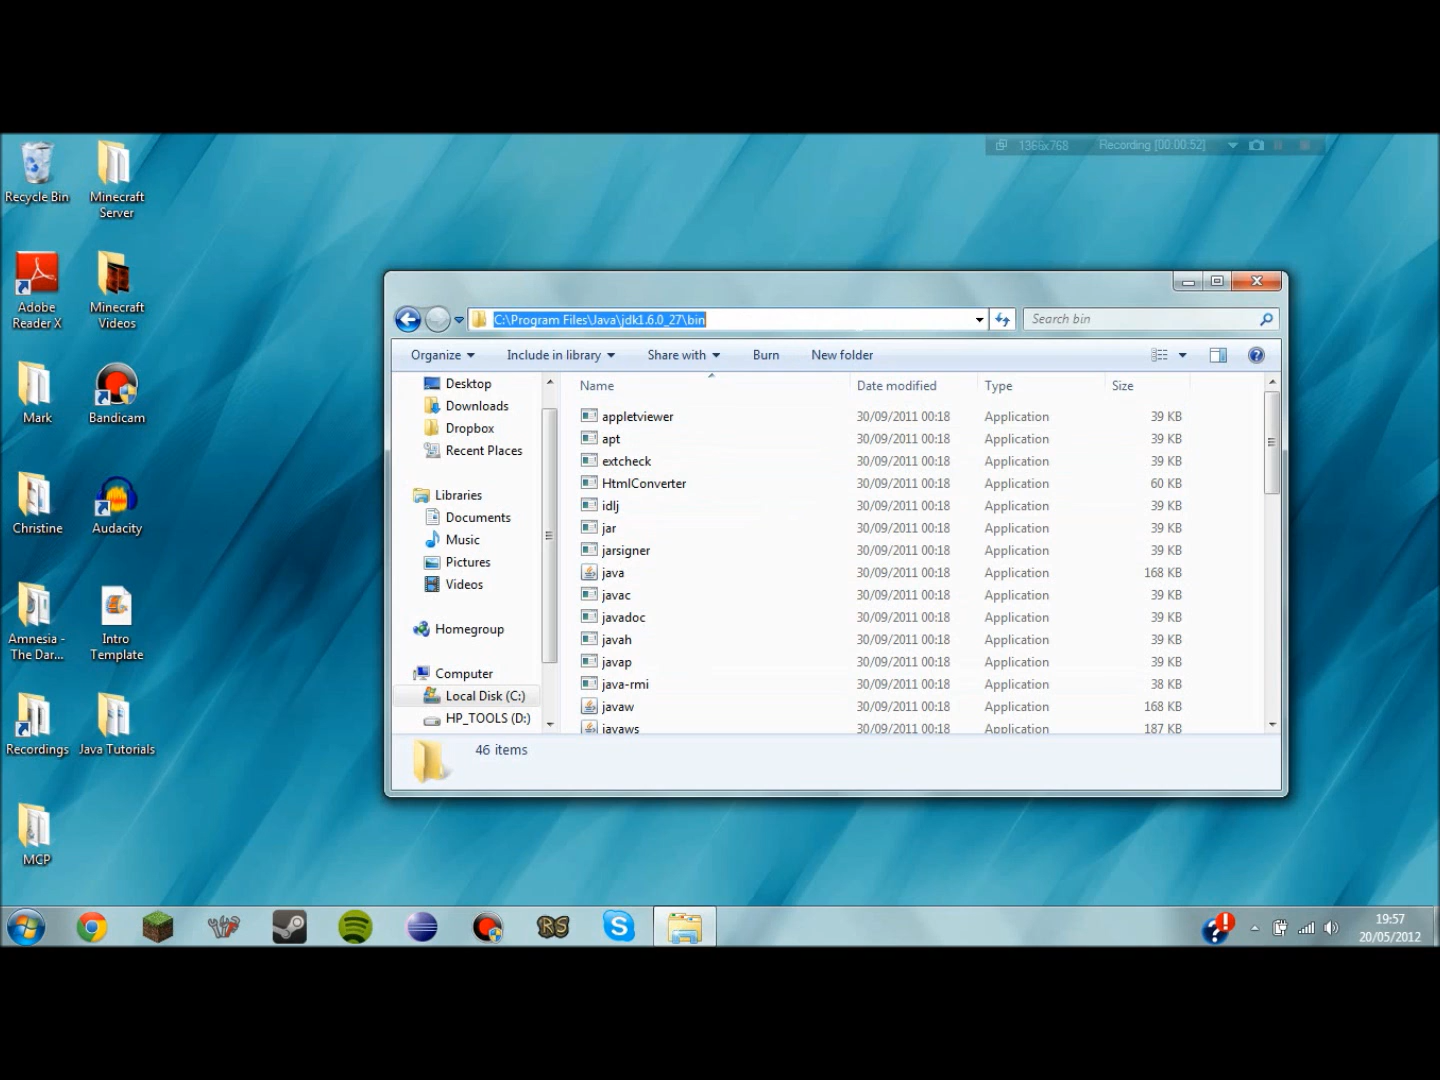 1366x768 Recording [00:00:52]
Recycle Bin
Minecraft
Server
Adobe
Reader X
Minecraft
Videos
Mark
Bandicam
Christine
Audacity
Amnesia -
The Dar...
Intro
Template
Recordings
Java Tutorials
MCP
C:\Program Files\Java\jdk1.6.0_27\bin
Search bin
Organize Include in library Share with Burn New folder
Desktop
Downloads
Dropbox
Recent Places
Libraries
Documents
Music
Pictures
Videos
Homegroup
Computer
Local Disk (C:)
HP_TOOLS (D:)
Name Date modified Type Size
appletviewer 30/09/2011 00:18 Application 39 KB
apt 30/09/2011 00:18 Application 39 KB
extcheck 30/09/2011 00:18 Application 39 KB
HtmlConverter 30/09/2011 00:18 Application 60 KB
idlj 30/09/2011 00:18 Application 39 KB
jar 30/09/2011 00:18 Application 39 KB
jarsigner 30/09/2011 00:18 Application 39 KB
java 30/09/2011 00:18 Application 168 KB
javac 30/09/2011 00:18 Application 39 KB
javadoc 30/09/2011 00:18 Application 39 KB
javah 30/09/2011 00:18 Application 39 KB
javap 30/09/2011 00:18 Application 39 KB
java-rmi 30/09/2011 00:18 Application 38 KB
javaw 30/09/2011 00:18 Application 168 KB
javaws 30/09/2011 00:18 Application 187 KB
46 items
RS
S
19:57
20/05/2012